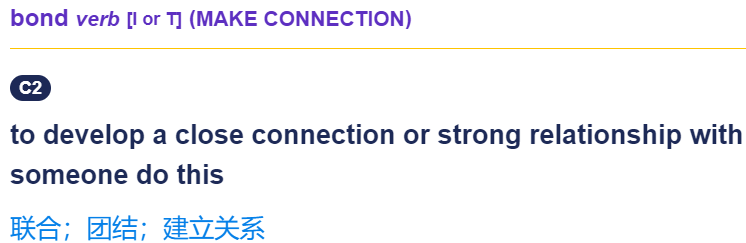 bond verb [I or T] (MAKE CONNECTION)
C2
to develop a close connection or strong relationship with
someone do this
联合；团结；建立关系